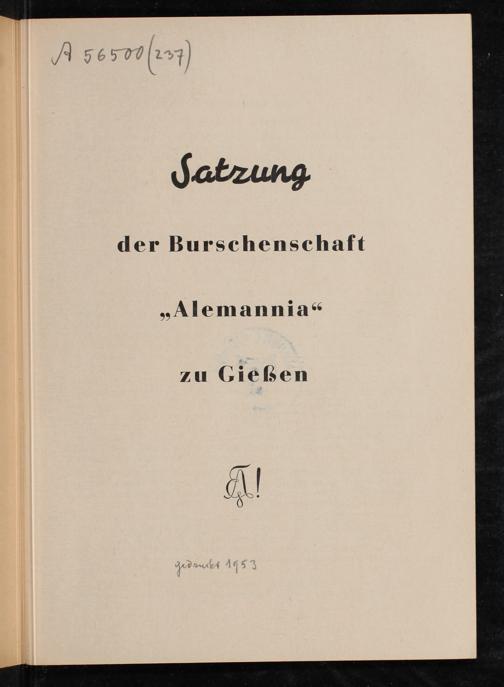 A 56500 (237)
Satzung
der Burschenschaft
„Alemannia“
zu Gießen
gedruckt 1953